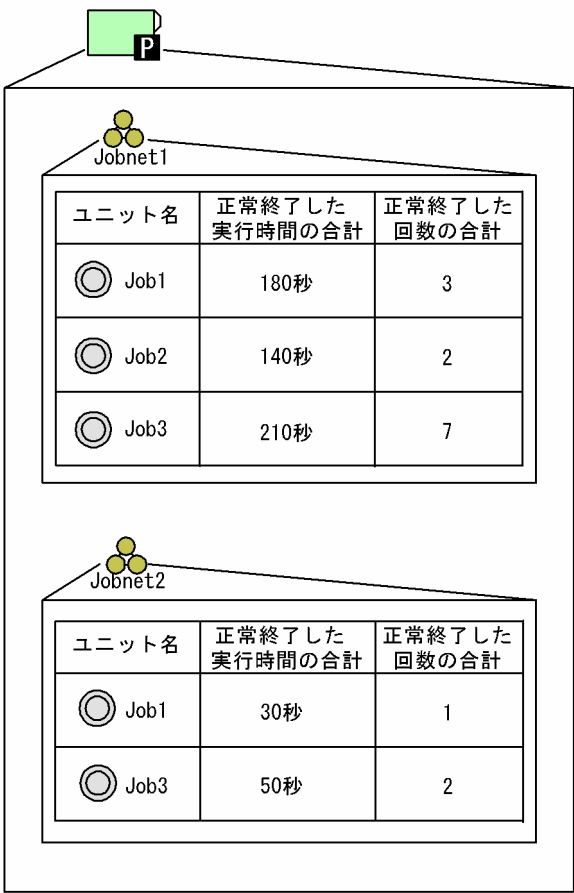 P
Jobnet1
ユニット名
正常終了した
実行時間の合計
正常終了した
回数の合計
Job1
180秒
3
Job2
140秒
2
Job3
210秒
7
Jobnet2
ユニット名
正常終了した
実行時間の合計
正常終了した
回数の合計
Job1
30秒
1
Job3
50秒
2